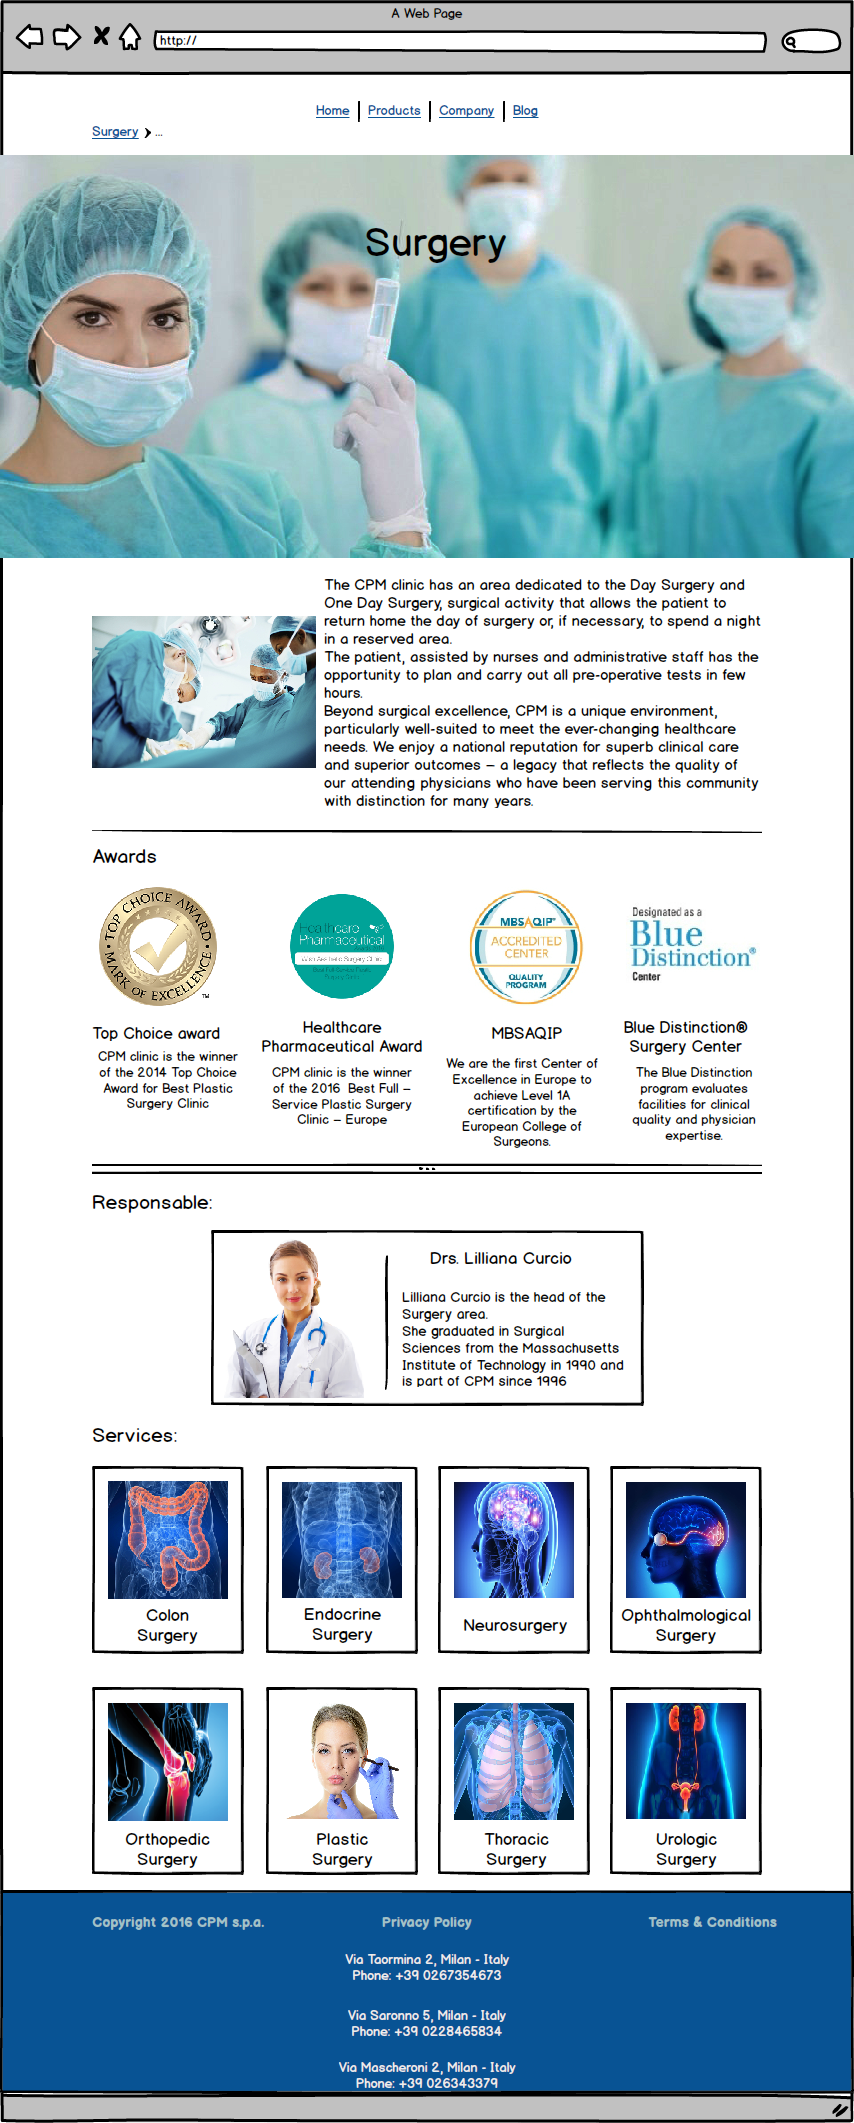 A Web Page
http://
Home Products Company Blog
Surgery ...
Surgery
The CPM clinic has an area dedicated to the Day Surgery and
One Day Surgery, surgical activity that allows the patient to
return home the day of surgery or, if necessary, to spend a night
in a reserved area.
The patient, assisted by nurses and administrative staff has the
opportunity to plan and carry out all pre-operative tests in few
hours.
Beyond surgical excellence, CPM is a unique environment,
particularly well-suited to meet the ever-changing healthcare
needs. We enjoy a national reputation for superb clinical care
and superior outcomes – a legacy that reflects the quality of
our attending physicians who have been serving this community
with distinction for many years.
Awards
TOP CHOICE AWARD
MARK OF EXCELLENCE
TM
Healthcare
Pharmaceutical
MBSAQIP
ACCREDITED
CENTER
QUALITY
PROGRAM
Designated as a
Blue
Distinction®
Center
Top Choice award
CPM clinic is the winner
of the 2014 Top Choice
Award for Best Plastic
Surgery Clinic
Healthcare
Pharmaceutical Award
CPM clinic is the winner
of the 2016 Best Full –
Service Plastic Surgery
Clinic – Europe
MBSAQIP
We are the first Center of
Excellence in Europe to
achieve Level 1A
certification by the
European College of
Surgeons.
Blue Distinction®
Surgery Center
The Blue Distinction
program evaluates
facilities for clinical
quality and physician
expertise.
Responsable:
Drs. Lilliana Curcio
Lilliana Curcio is the head of the
Surgery area.
She graduated in Surgical
Sciences from the Massachusetts
Institute of Technology in 1990 and
is part of CPM since 1996
Services:
Colon
Surgery
Endocrine
Surgery
Neurosurgery
Ophthalmological
Surgery
Orthopedic
Surgery
Plastic
Surgery
Thoracic
Surgery
Urologic
Surgery
Copyright 2016 CPM s.p.a. Privacy Policy Terms & Conditions
Via Taormina 2, Milan - Italy
Phone: +39 0267354673
Via Saronno 5, Milan - Italy
Phone: +39 0228465834
Via Mascheroni 2, Milan - Italy
Phone: +39 026343379